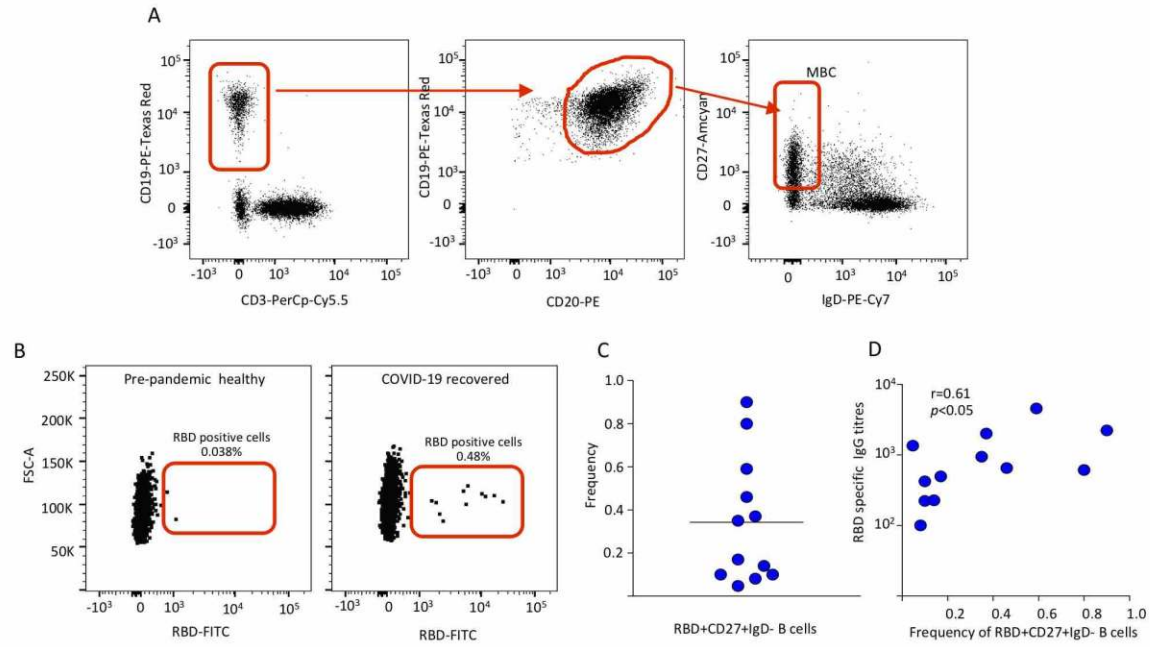 A
CD19-PE-Texas Red
10⁵
10⁴
10³
0
-10³
-10³ 0 10³ 10⁴ 10⁵
CD3-PerCp-Cy5.5
CD19-PE-Texas Red
10⁵
10⁴
10³
0
-10³
-10³ 0 10³ 10⁴ 10⁵
CD20-PE
MBC
CD27-Amcyan
10⁵
10⁴
10³
0
-10³
0 10³ 10⁴ 10⁵
IgD-PE-Cy7
B
FSC-A
250K
200K
150K
100K
50K
Pre-pandemic healthy
RBD positive cells
0.038%
-10³ 0 10³ 10⁴ 10⁵
RBD-FITC
COVID-19 recovered
RBD positive cells
0.48%
-10³ 0 10³ 10⁴ 10⁵
RBD-FITC
C
Frequency
1.0
0.8
0.6
0.4
0.2
RBD+CD27+IgD- B cells
D
RBD specific IgG titres
10⁴
10³
10²
r=0.61
p<0.05
0.2 0.4 0.6 0.8 1.0
Frequency of RBD+CD27+IgD- B cells